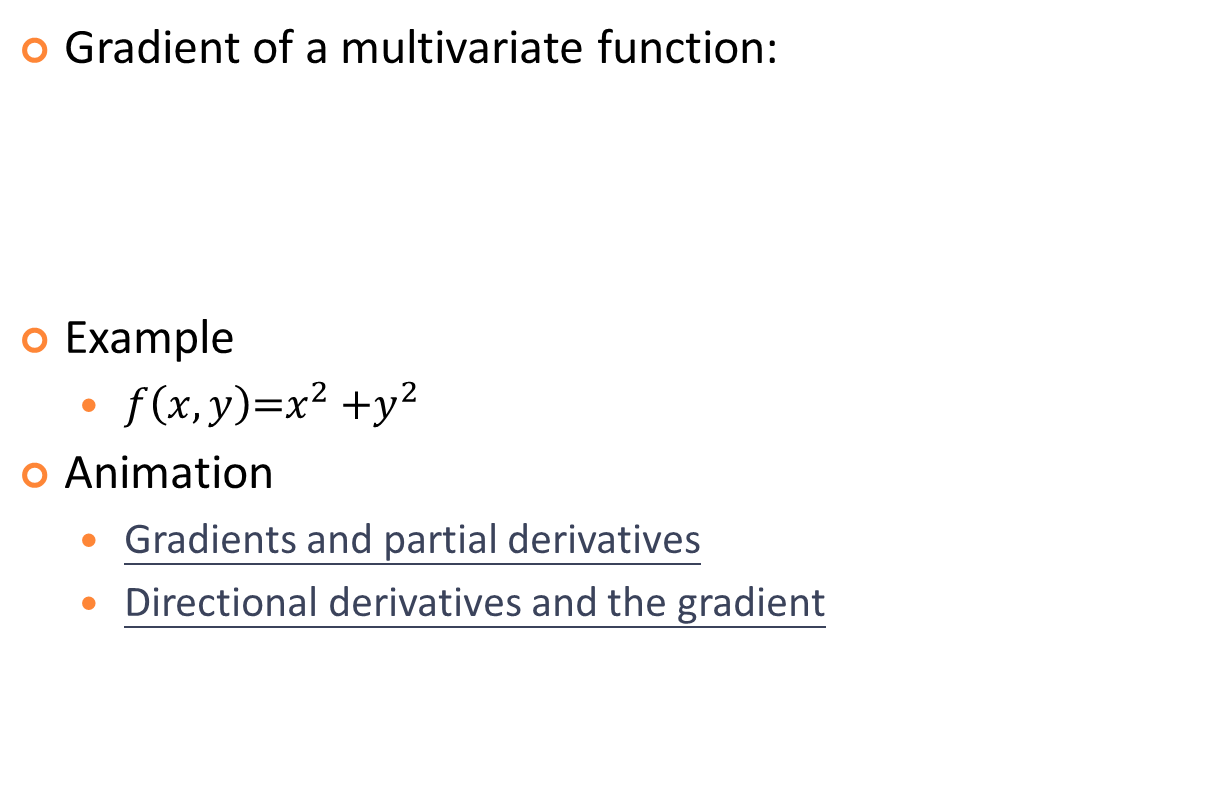 Gradient of a multivariate function:
Example
f(x,y)=x² +y²
Animation
Gradients and partial derivatives
Directional derivatives and the gradient